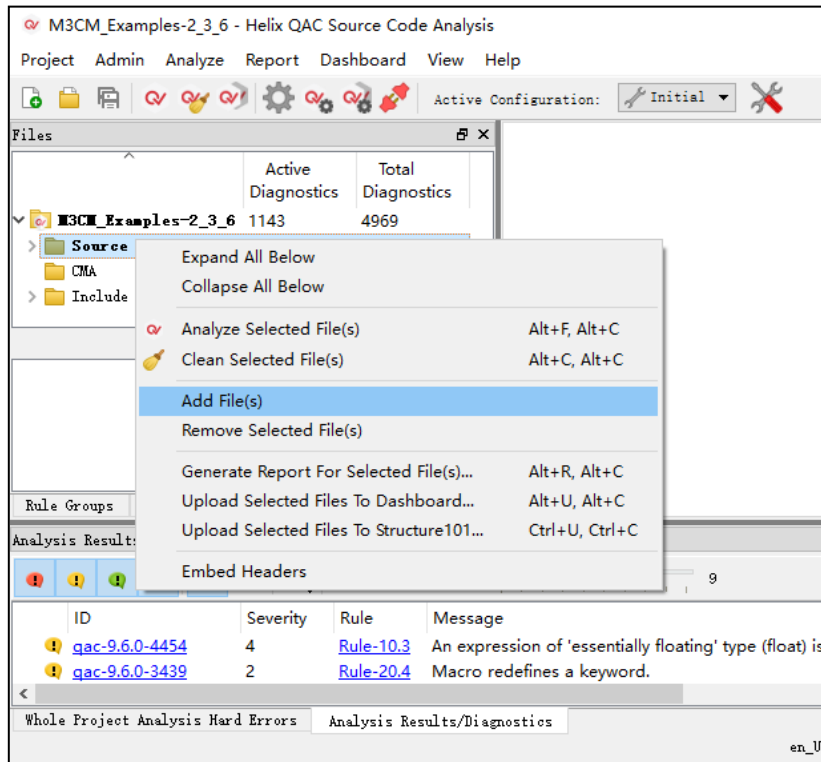 M3CM_Examples-2_3_6 - Helix QAC Source Code Analysis
Project Admin Analyze Report Dashboard View Help
Active Configuration: Initial
Files
Active Diagnostics Total Diagnostics
M3CM_Examples-2_3_6 1143 4969
Source
CMA
Include
Expand All Below
Collapse All Below
Analyze Selected File(s) Alt+F, Alt+C
Clean Selected File(s) Alt+C, Alt+C
Add File(s)
Remove Selected File(s)
Generate Report For Selected File(s)... Alt+R, Alt+C
Upload Selected Files To Dashboard... Alt+U, Alt+C
Upload Selected Files To Structure101... Ctrl+U, Ctrl+C
Embed Headers
Rule Groups
Analysis Result
9
ID Severity Rule Message
qac-9.6.0-4454 4 Rule-10.3 An expression of 'essentially floating' type (float) is
qac-9.6.0-3439 2 Rule-20.4 Macro redefines a keyword.
Whole Project Analysis Hard Errors Analysis Results/Diagnostics
en_U